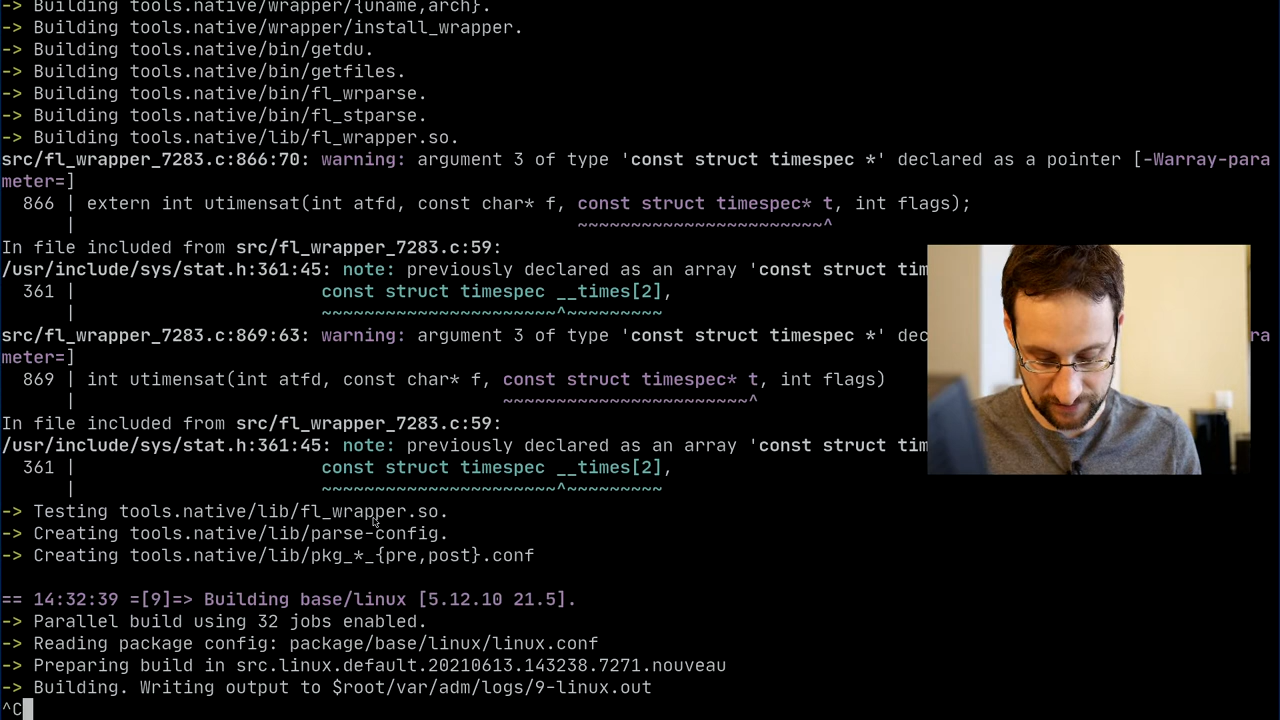 -> Building tools.native/wrapper/{uname,arch}.
-> Building tools.native/wrapper/install_wrapper.
-> Building tools.native/bin/getdu.
-> Building tools.native/bin/getfiles.
-> Building tools.native/bin/fl_wrparse.
-> Building tools.native/bin/fl_stparse.
-> Building tools.native/lib/fl_wrapper.so.
src/fl_wrapper_7283.c:866:70: warning: argument 3 of type 'const struct timespec *' declared as a pointer [-Warray-para
meter=]
  866 | extern int utimensat(int atfd, const char* f, const struct timespec* t, int flags);
      |                                               ~~~~~~~~~~~~~~~~~~~~~~~^
In file included from src/fl_wrapper_7283.c:59:
/usr/include/sys/stat.h:361:45: note: previously declared as an array 'const struct tim
  361 |                       const struct timespec __times[2],
      |                       ~~~~~~~~~~~~~~~~~~~~~~^~~~~~~~~~
src/fl_wrapper_7283.c:869:63: warning: argument 3 of type 'const struct timespec *' dec ra
meter=]
  869 | int utimensat(int atfd, const char* f, const struct timespec* t, int flags)
      |                                        ~~~~~~~~~~~~~~~~~~~~~~~^
In file included from src/fl_wrapper_7283.c:59:
/usr/include/sys/stat.h:361:45: note: previously declared as an array 'const struct tim
  361 |                       const struct timespec __times[2],
      |                       ~~~~~~~~~~~~~~~~~~~~~~^~~~~~~~~~
-> Testing tools.native/lib/fl_wrapper.so.
-> Creating tools.native/lib/parse-config.
-> Creating tools.native/lib/pkg_*_{pre,post}.conf
== 14:32:39 =[9]=> Building base/linux [5.12.10 21.5].
-> Parallel build using 32 jobs enabled.
-> Reading package config: package/base/linux/linux.conf
-> Preparing build in src.linux.default.20210613.143238.7271.nouveau
-> Building. Writing output to $root/var/adm/logs/9-linux.out
^C